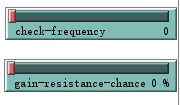 check-frequency 0
gain-resistance-chance 0 %